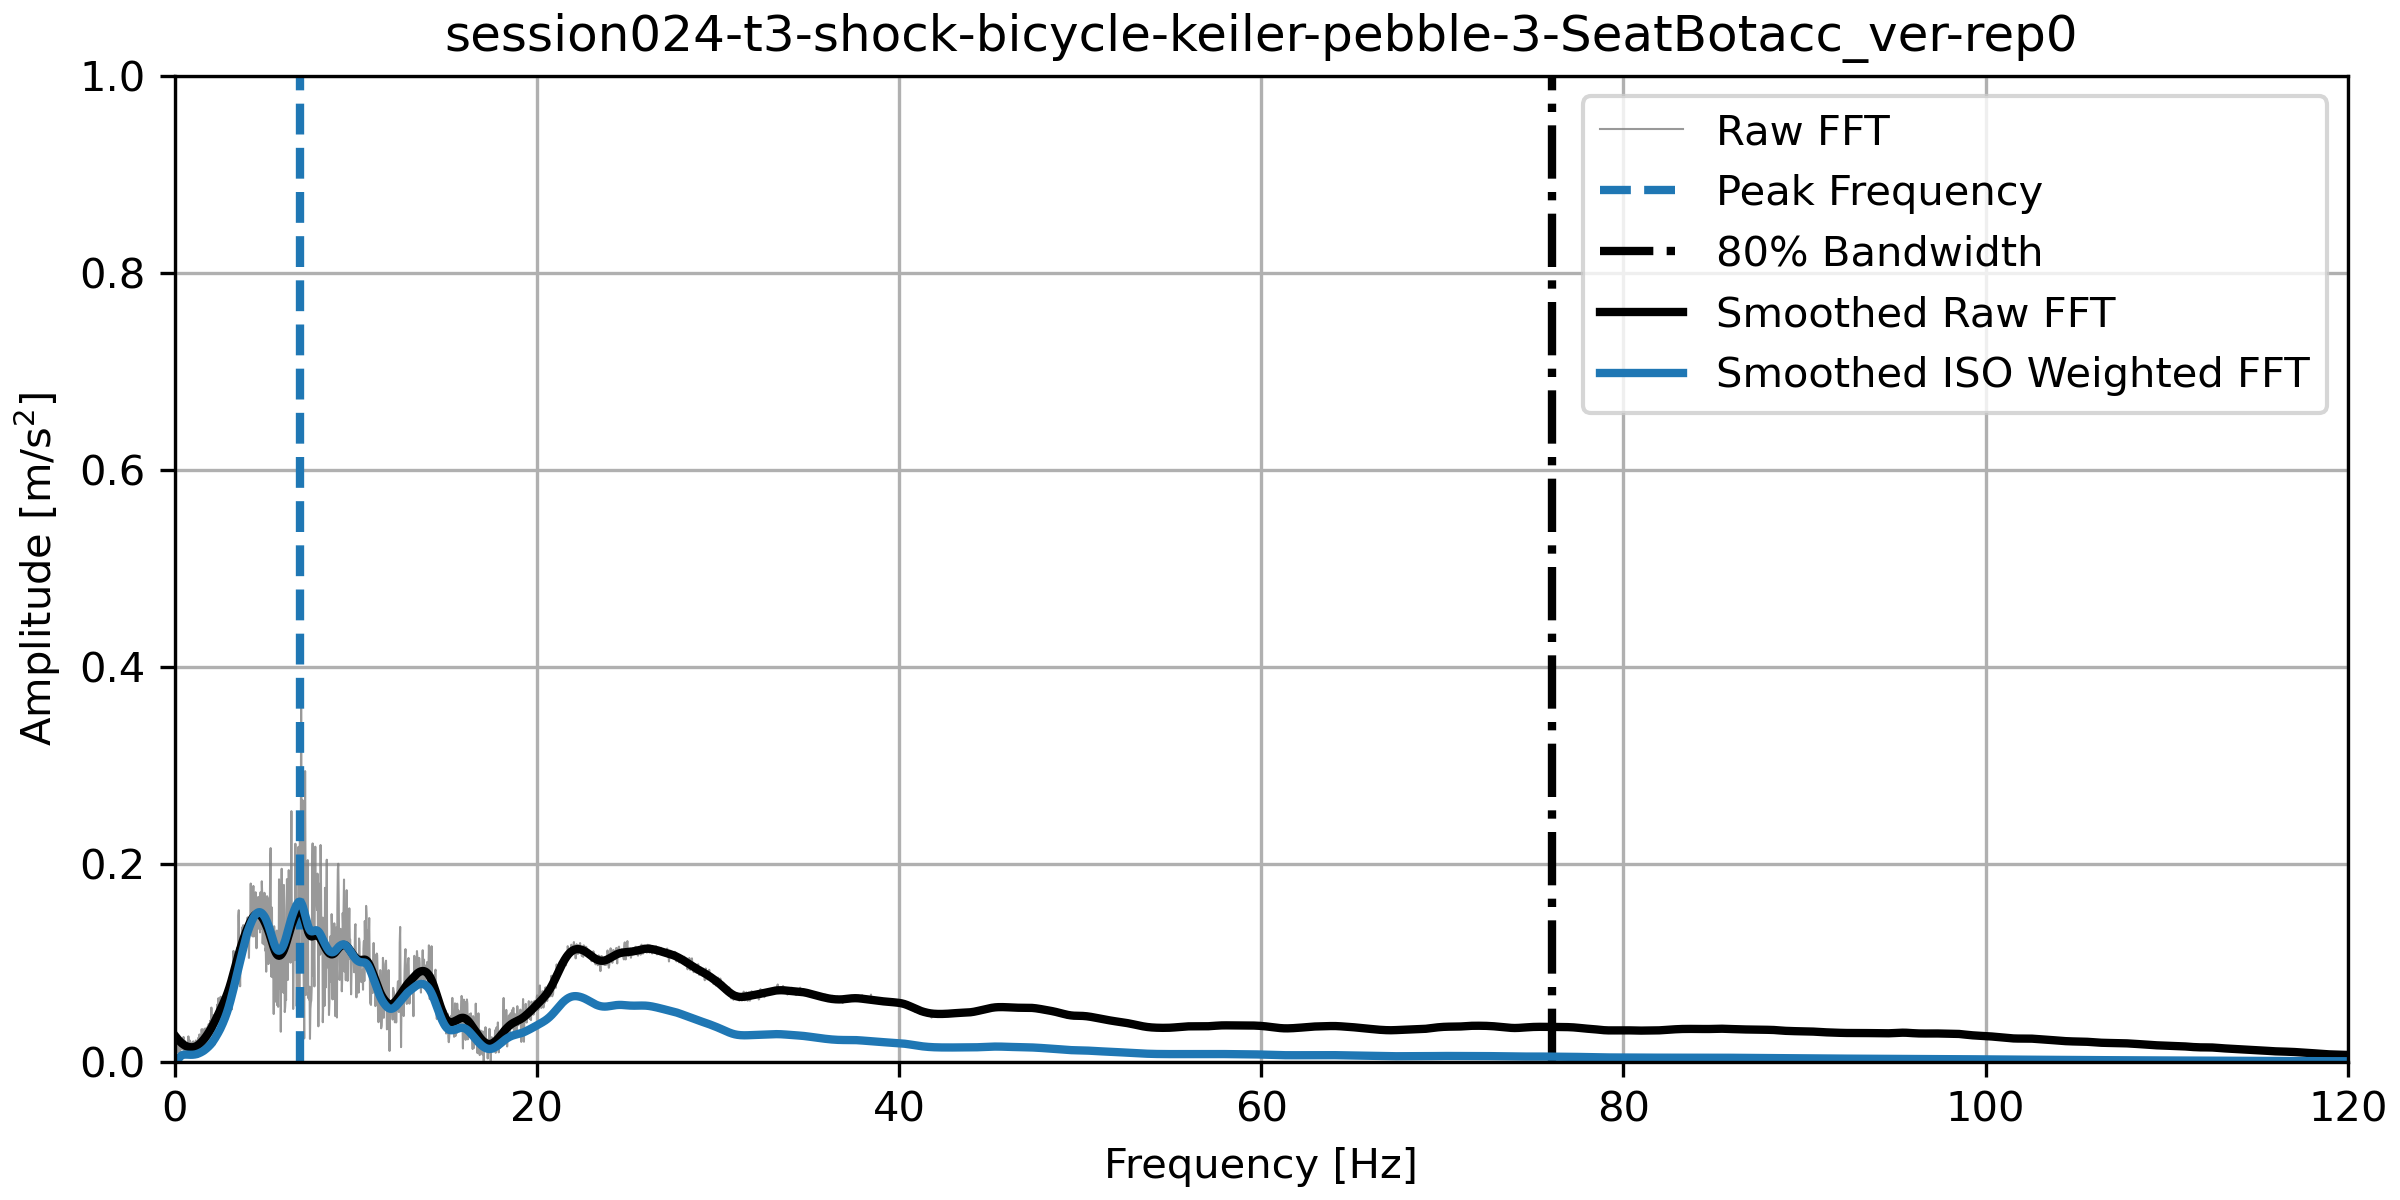 session024-t3-shock-bicycle-keiler-pebble-3-SeatBotacc_ver-rep0
1.0
0.8
0.6
0.4
0.2
0.0
Amplitude [m/s²]
Raw FFT
Peak Frequency
80% Bandwidth
Smoothed Raw FFT
Smoothed ISO Weighted FFT
0 20 40 60 80 100 120
Frequency [Hz]